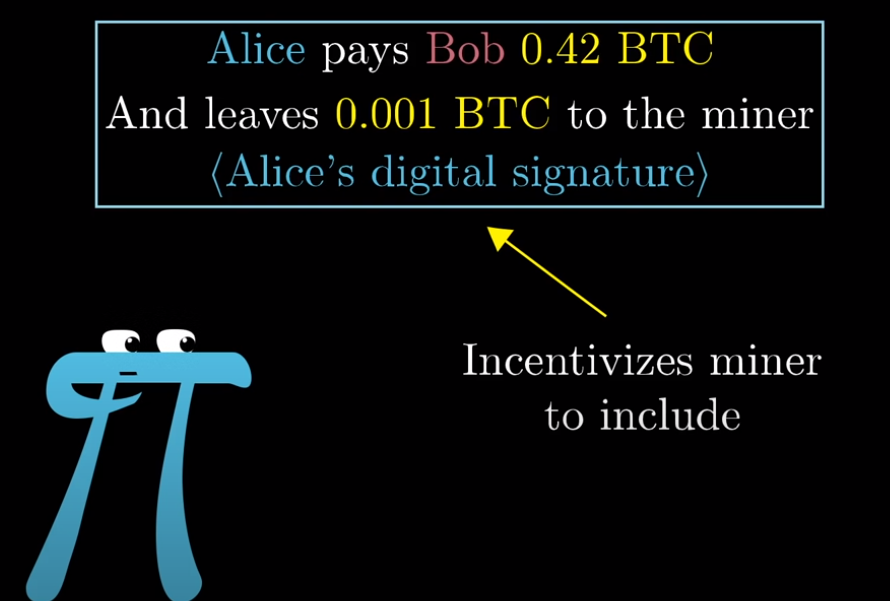 Alice pays Bob 0.42 BTC
And leaves 0.001 BTC to the miner
⟨Alice's digital signature⟩
Incentivizes miner
to include